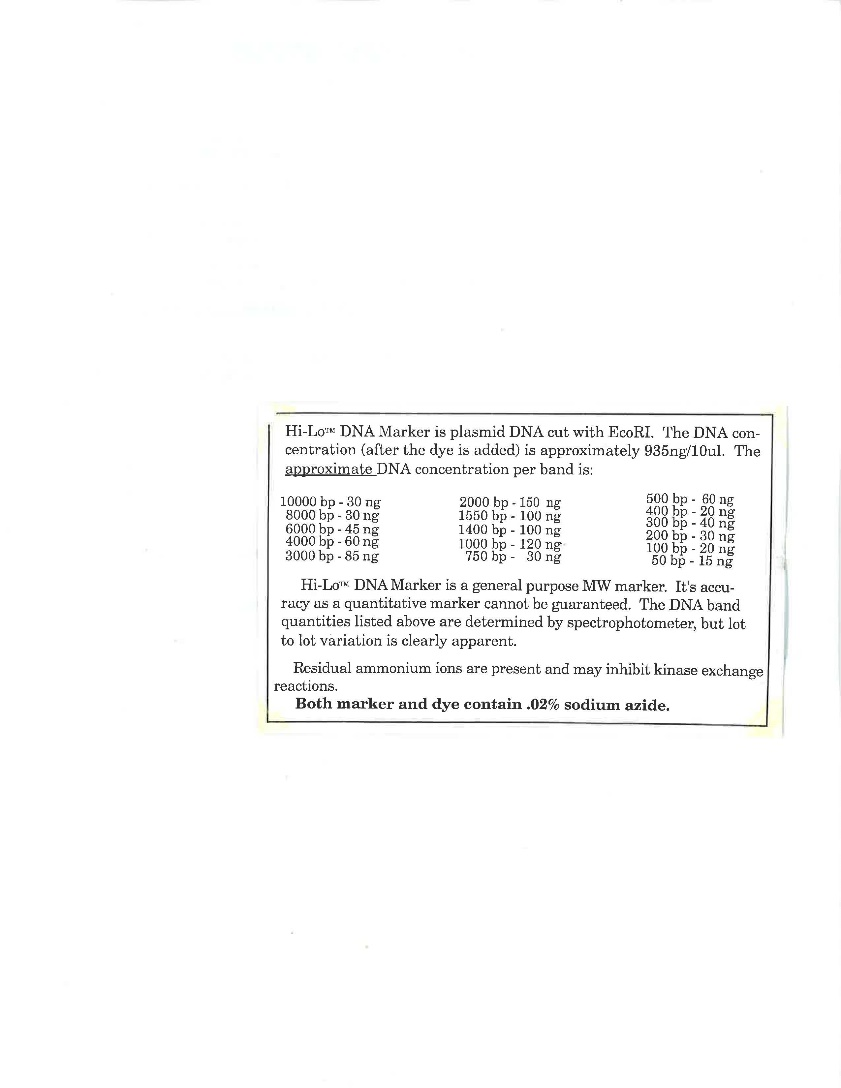 Hi-Lo™ DNA Marker is plasmid DNA cut with EcoRI. The DNA con-
centration (after the dye is added) is approximately 935ng/10ul. The
approximate DNA concentration per band is:
10000 bp - 30 ng
8000 bp - 30 ng
6000 bp - 45 ng
4000 bp - 60 ng
3000 bp - 85 ng
2000 bp - 150 ng
1550 bp - 100 ng
1400 bp - 100 ng
1000 bp - 120 ng
750 bp - 30 ng
500 bp - 60 ng
400 bp - 20 ng
300 bp - 40 ng
200 bp - 30 ng
100 bp - 20 ng
50 bp - 15 ng
Hi-Lo™ DNA Marker is a general purpose MW marker. It's accu-
racy as a quantitative marker cannot be guaranteed. The DNA band
quantities listed above are determined by spectrophotometer, but lot
to lot variation is clearly apparent.
Residual ammonium ions are present and may inhibit kinase exchange
reactions.
Both marker and dye contain .02% sodium azide.